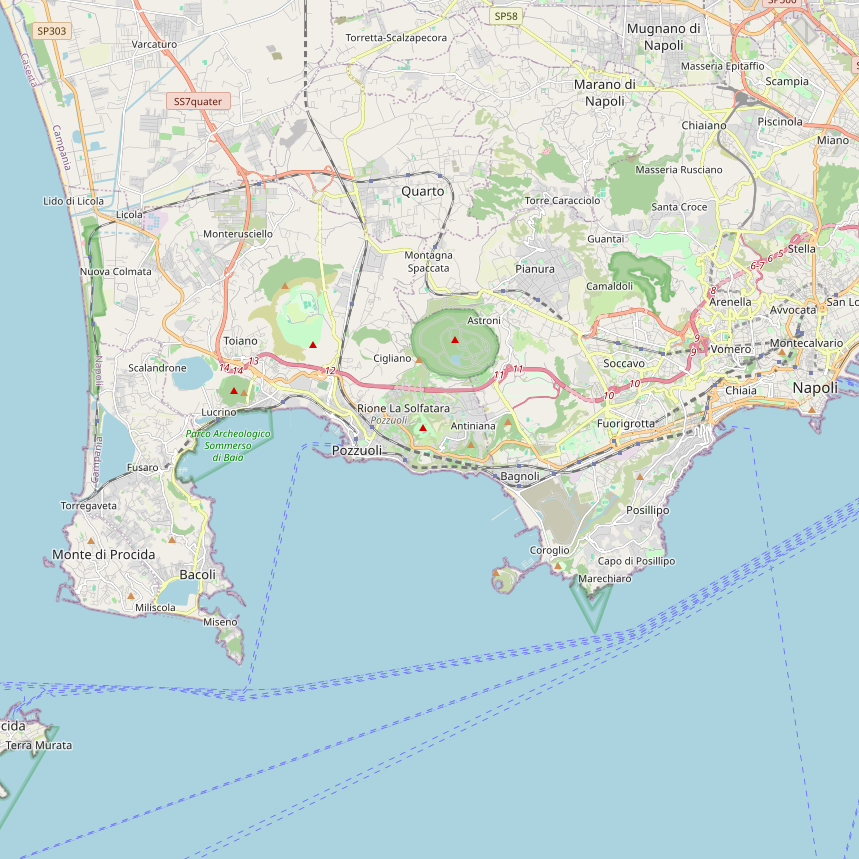 SP500
SP58
SP303
Mugnano di
Napoli
Torretta-Scalzapecora
Varcaturo
Caserta
Masseria Epitaffio
Scampia
Marano di
Napoli
SS7quater
Piscinola
Chiaiano
Campania
Miano
Masseria Rusciano
Quarto
Lido di Licola
Torre Caracciolo
Santa Croce
Licola
Monterusciello
Guantai
Stella
Montagna
Spaccata
6-7
6
5
Nuova Colmata
Pianura
Camaldoli
8
Arenella
San Lo
Avvocata
Astroni
Toiano
Montecalvario
9
Vomero
9
Cigliano
13
Soccavo
Scalandrone
14
14
12
11
11
Napoli
10
10
Chiaia
Napoli
Lucrino
Rione La Solfatara
Pozzuoli
Antiniana
Fuorigrotta
Parco Archeologico
Sommerso
di Baia
Campania
Pozzuoli
Fusaro
Bagnoli
Torregaveta
Posillipo
Monte di Procida
Coroglio
Capo di Posillipo
Bacoli
Marechiaro
Miliscola
Miseno
cida
Terra Murata